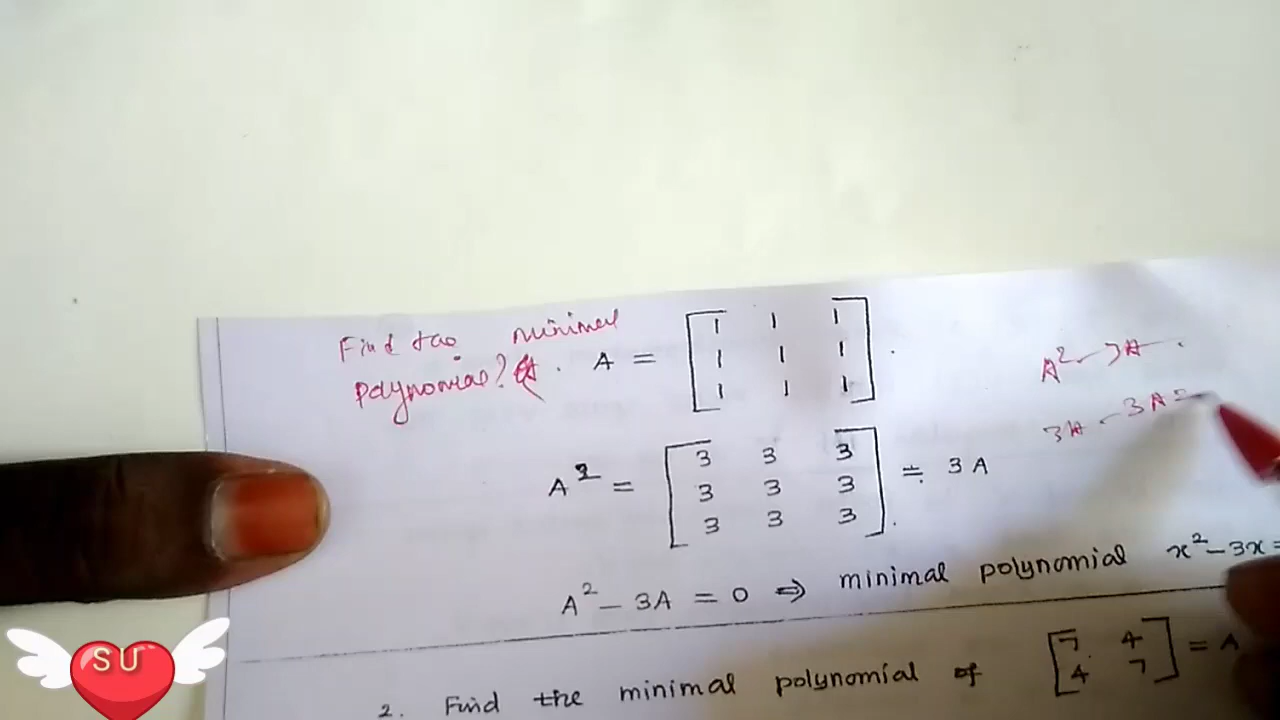 Find tao minimal
polynomial? A = [ 1 1 1
1 1 1
1 1 1 ] .
A² - 3A .
3A - 3A =
A² = [ 3 3 3
3 3 3
3 3 3 ] . = 3A
A² - 3A = 0 ⇒ minimal polynomial x² - 3x =
2. Find the minimal polynomial of [ 7 4
4 7 ] = A
SU